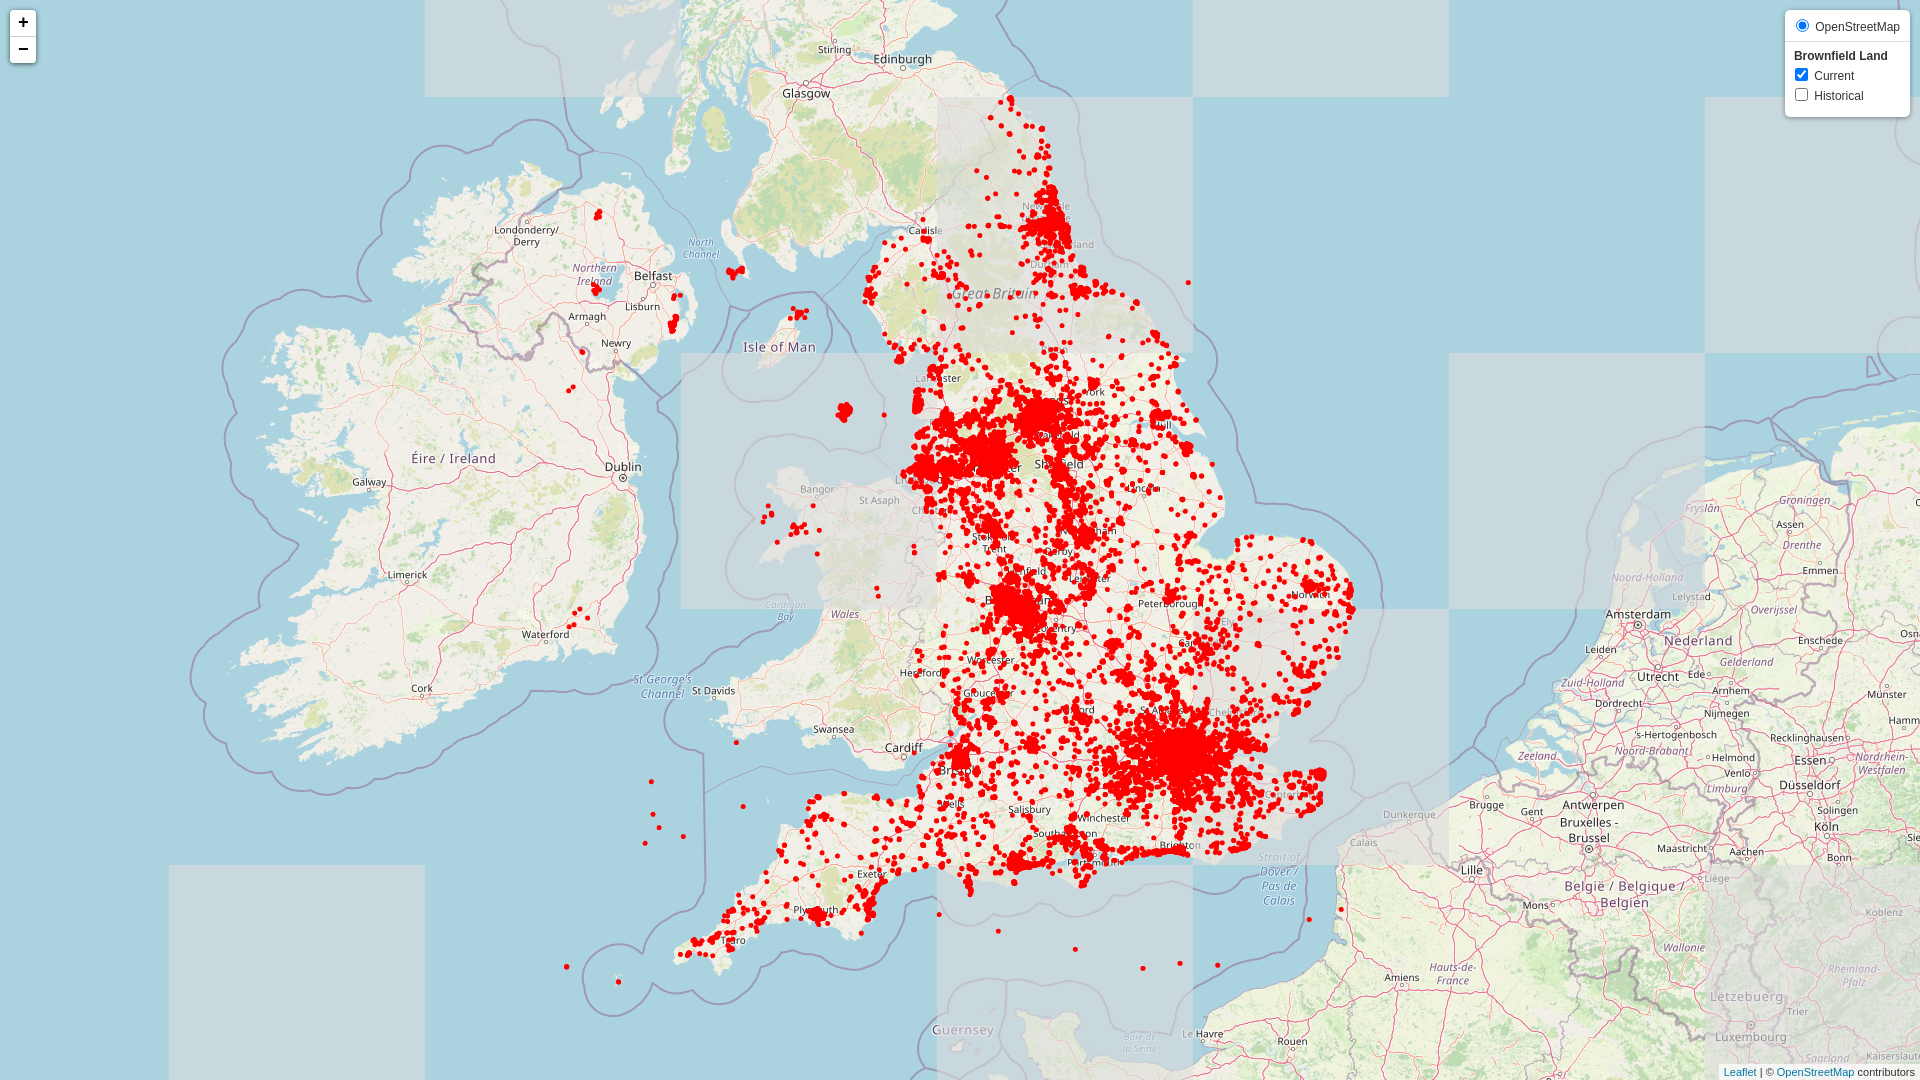 +
−
OpenStreetMap
Brownfield Land
Current
Historical
Stirling
Edinburgh
Glasgow
Londonderry/
Derry
North
Channel
Carlisle
Northern
Ireland
Belfast
Lisburn
Armagh
Newry
Isle of Man
Great Britain
Durham
Lancaster
York
Éire / Ireland
Dublin
Galway
Bangor
St Asaph
Sheffield
Lincoln
Limerick
Trent
Derby
Leicester
Norwich
Peterborough
Ely
Cardigan
Bay
Wales
Waterford
Coventry
Worcester
Hereford
Gloucester
Cork
St George's
Channel
St Davids
Swansea
Cardiff
Bristol
Wells
Salisbury
Winchester
Southampton
Portsmouth
Brighton
Exeter
Plymouth
Truro
Strait of
Dover /
Pas de
Calais
Guernsey
Baie de
la Seine
Le Havre
Rouen
Amiens
Hauts-de-
France
Dunkerque
Calais
Lille
Mons
Brugge
Gent
Antwerpen
Bruxelles -
Brussel
België / Belgique /
Belgien
Wallonie
Maastricht
Liège
Aachen
Lëtzebuerg
Luxembourg
Trier
Saarland
Kaiserslaute
Rheinland-
Pfalz
Koblenz
Bonn
Köln
Solingen
Düsseldorf
Essen
Recklinghausen
Nordrhein-
Westfalen
Limburg
Venlo
Helmond
Noord-Brabant
's-Hertogenbosch
Zeeland
Dordrecht
Nijmegen
Arnhem
Ede
Utrecht
Zuid-Holland
Leiden
Gelderland
Münster
Nederland
Amsterdam
Enschede
Overijssel
Lelystad
Noord-Holland
Emmen
Drenthe
Assen
Fryslân
Groningen
Leaflet | © OpenStreetMap contributors